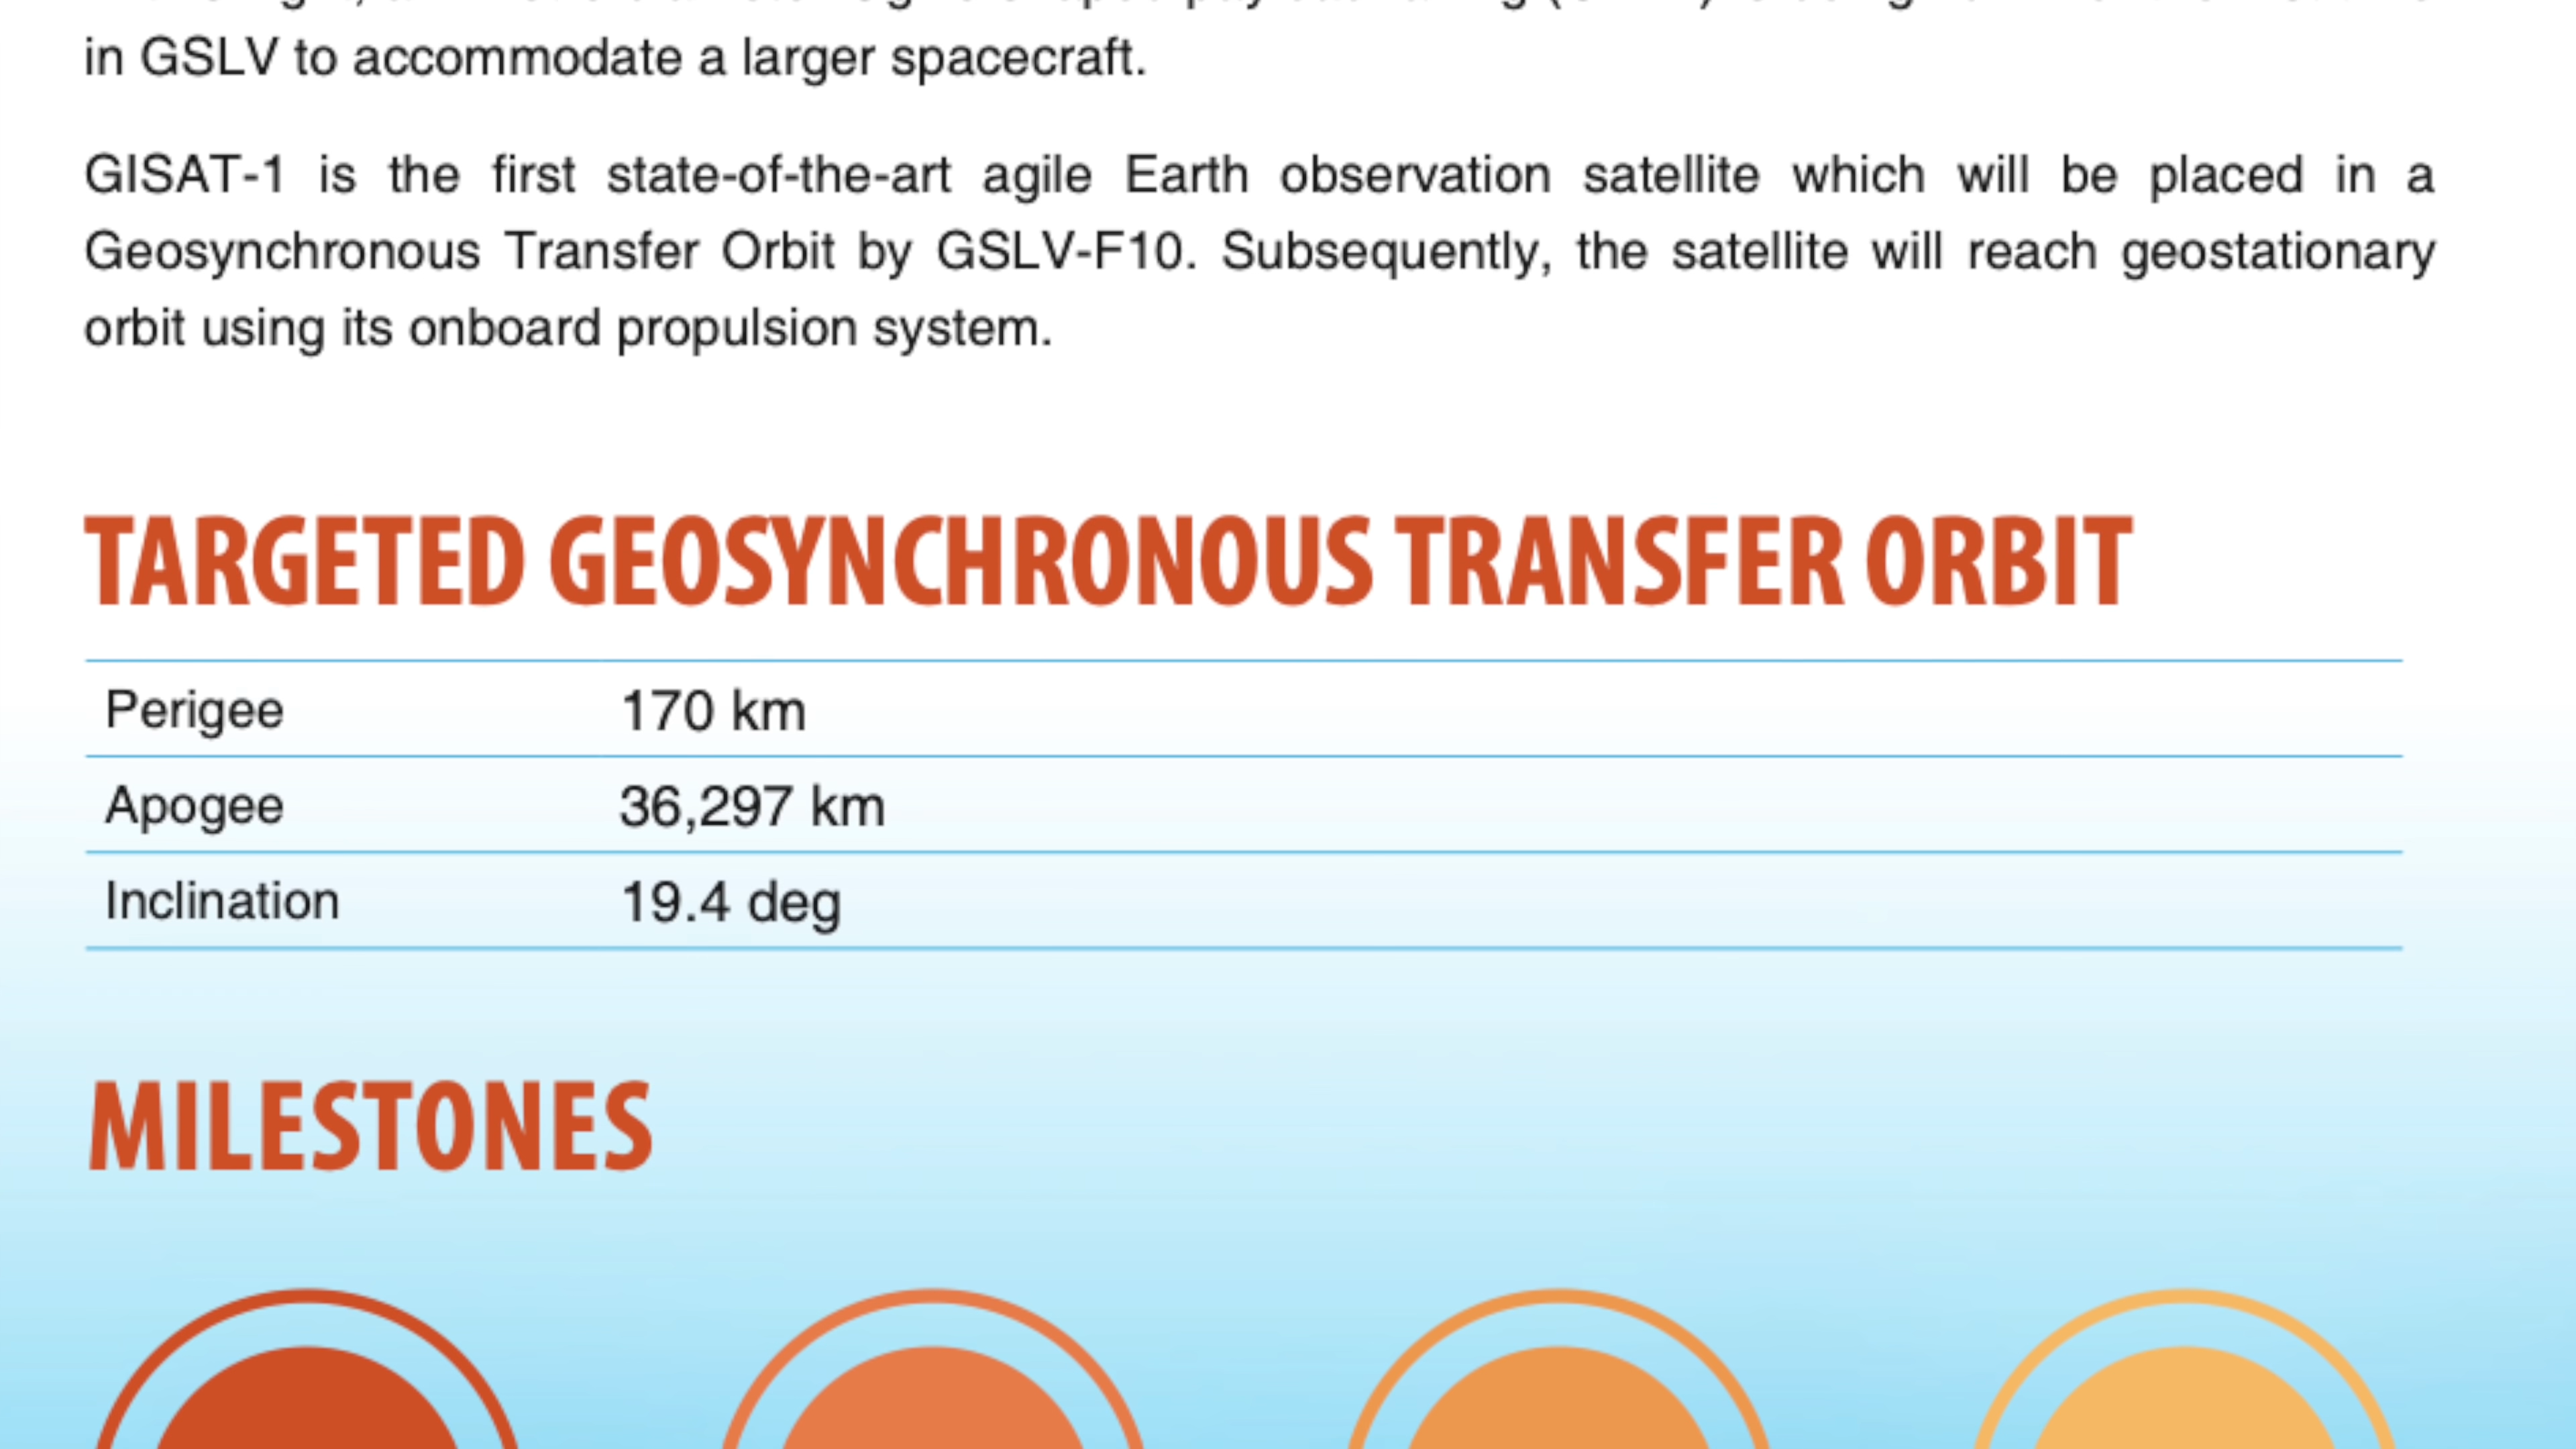 in GSLV to accommodate a larger spacecraft.
GISAT-1 is the first state-of-the-art agile Earth observation satellite which will be placed in a
Geosynchronous Transfer Orbit by GSLV-F10. Subsequently, the satellite will reach geostationary
orbit using its onboard propulsion system.
TARGETED GEOSYNCHRONOUS TRANSFER ORBIT
Perigee 170 km
Apogee 36,297 km
Inclination 19.4 deg
MILESTONES